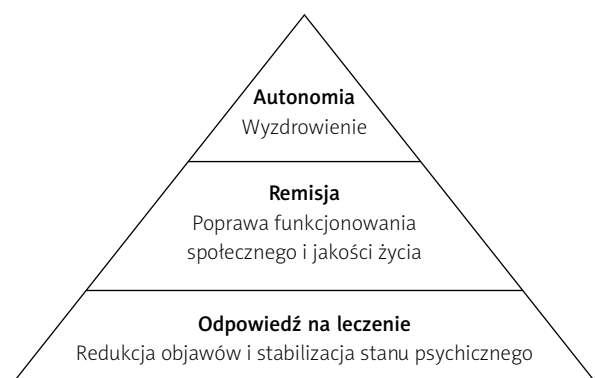 Autonomia
Wyzdrowienie
Remisja
Poprawa funkcjonowania
społecznego i jakości życia
Odpowiedź na leczenie
Redukcja objawów i stabilizacja stanu psychicznego